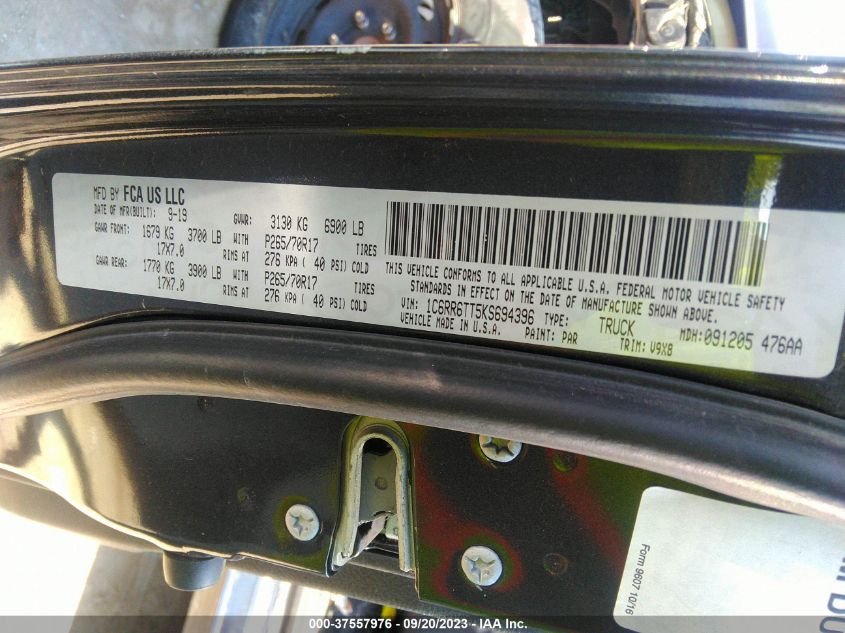 MFD BY FCA US LLC
DATE OF MFR(BUILT): 9-19 GVWR: 3130 KG 6900 LB
GAWR FRONT: 1679 KG 3700 LB WITH P265/70R17 TIRES
17X7.0 RIMS AT 276 KPA ( 40 PSI) COLD
GAWR REAR: 1770 KG 3900 LB WITH P265/70R17 TIRES
17X7.0 RIMS AT 276 KPA ( 40 PSI) COLD
THIS VEHICLE CONFORMS TO ALL APPLICABLE U.S.A. FEDERAL MOTOR VEHICLE SAFETY
STANDARDS IN EFFECT ON THE DATE OF MANUFACTURE SHOWN ABOVE.
VIN: 1C6RR6TT5KS694396 TYPE: TRUCK
VEHICLE MADE IN U.S.A. PAINT: PAR TRIM: V9X8 MDH:091205 476AA
Form 9607 10/16
000-37557976 - 09/20/2023 - IAA Inc.